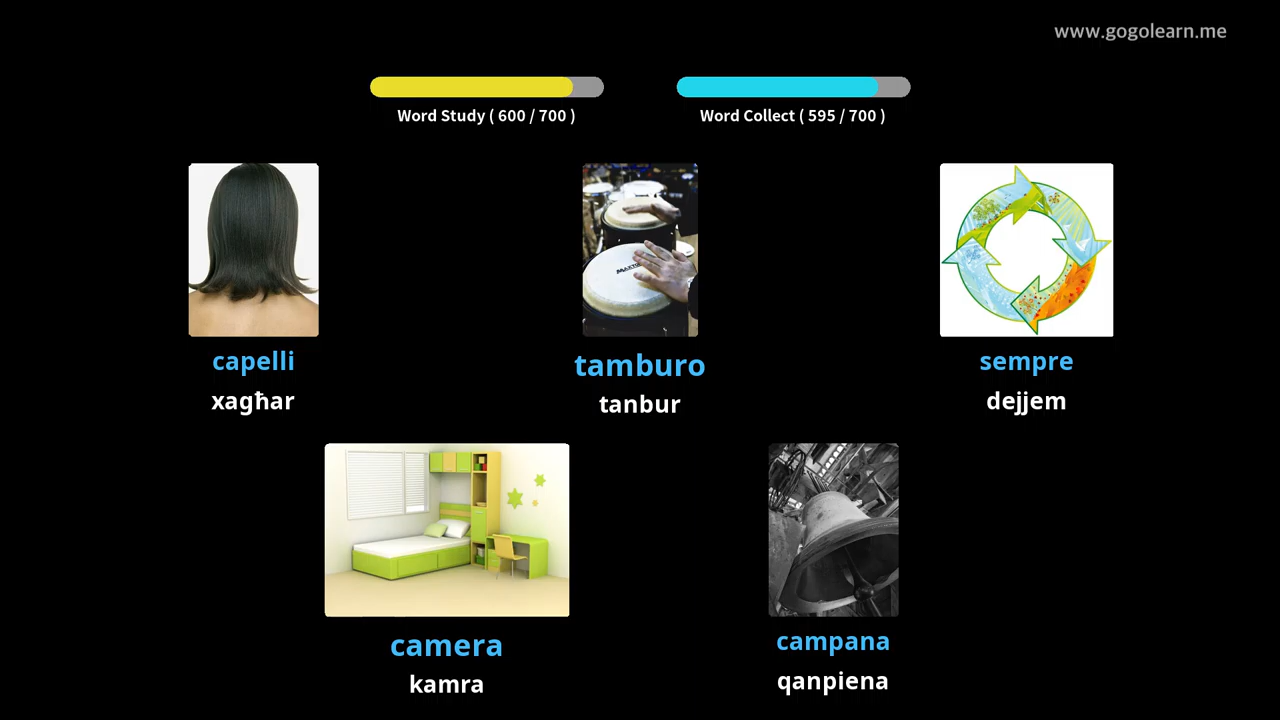 www.gogolearn.me
Word Study ( 600 / 700 )
Word Collect ( 595 / 700 )
capelli
xagħar
tamburo
tanbur
sempre
dejjem
camera
kamra
campana
qanpiena